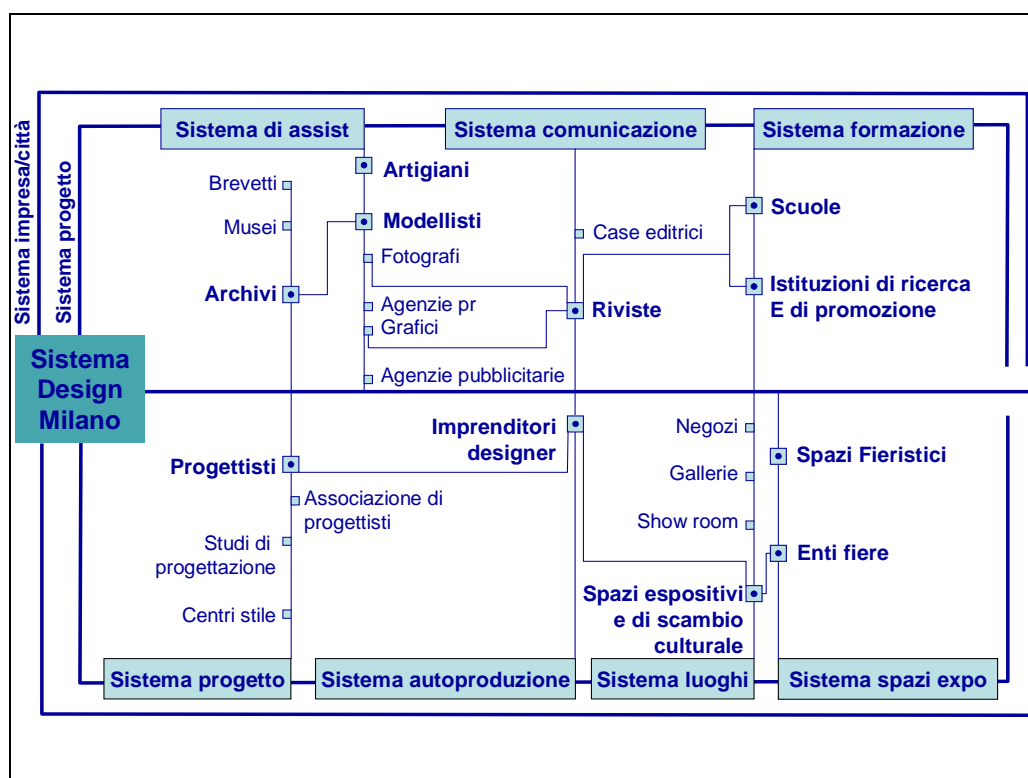 Sistema impresa/città
Sistema progetto
Sistema di assist
Sistema comunicazione
Sistema formazione
Artigiani
Brevetti
Modellisti
Musei
Fotografi
Archivi
Agenzie pr
Grafici
Agenzie pubblicitarie
Case editrici
Riviste
Scuole
Istituzioni di ricerca
E di promozione
Sistema
Design
Milano
Progettisti
Associazione di
progettisti
Studi di
progettazione
Centri stile
Imprenditori
designer
Negozi
Gallerie
Show room
Spazi espositivi
e di scambio
culturale
Spazi Fieristici
Enti fiere
Sistema progetto
Sistema autoproduzione
Sistema luoghi
Sistema spazi expo